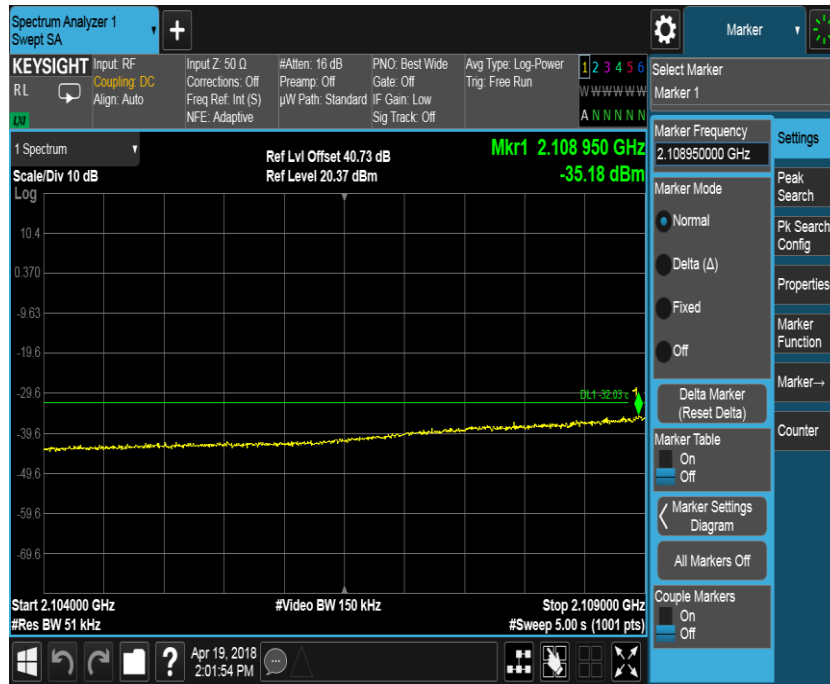 Spectrum Analyzer 1
Swept SA
+
Marker
KEYSIGHT
RL
LXI
Input: RF
Coupling: DC
Align: Auto
Input Z: 50 Ω
Corrections: Off
Freq Ref: Int (S)
NFE: Adaptive
#Atten: 16 dB
Preamp: Off
µW Path: Standard
PNO: Best Wide
Gate: Off
IF Gain: Low
Sig Track: Off
Avg Type: Log-Power
Trig: Free Run
1 2 3 4 5 6
W W W W W W
A N N N N N
Select Marker
Marker 1
1 Spectrum
Scale/Div 10 dB
Log
Ref Lvl Offset 40.73 dB
Ref Level 20.37 dBm
Mkr1 2.108 950 GHz
-35.18 dBm
10.4
0.370
-9.63
-19.6
-29.6
-39.6
-49.6
-59.6
-69.6
DL1 -32.03
1
Start 2.104000 GHz
#Res BW 51 kHz
#Video BW 150 kHz
Stop 2.109000 GHz
#Sweep 5.00 s (1001 pts)
Marker Frequency
2.108950000 GHz
Marker Mode
Normal
Delta (Δ)
Fixed
Off
Delta Marker
(Reset Delta)
Marker Table
On
Off
Marker Settings
Diagram
All Markers Off
Couple Markers
On
Off
Settings
Peak
Search
Pk Search
Config
Properties
Marker
Function
Marker→
Counter
?
Apr 19, 2018
2:01:54 PM